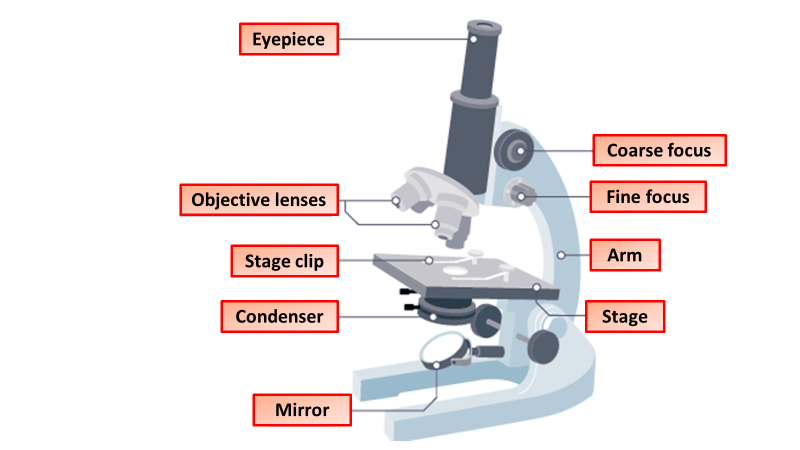 Eyepiece
Coarse focus
Objective lenses
Fine focus
Stage clip
Arm
Condenser
Stage
Mirror